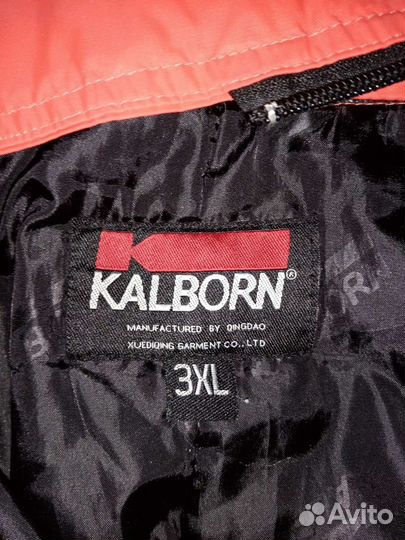 KALBORN®
MANUFACTURED BY QINGDAO
XUEDIQING GARMENT CO., LTD
3XL
Avito